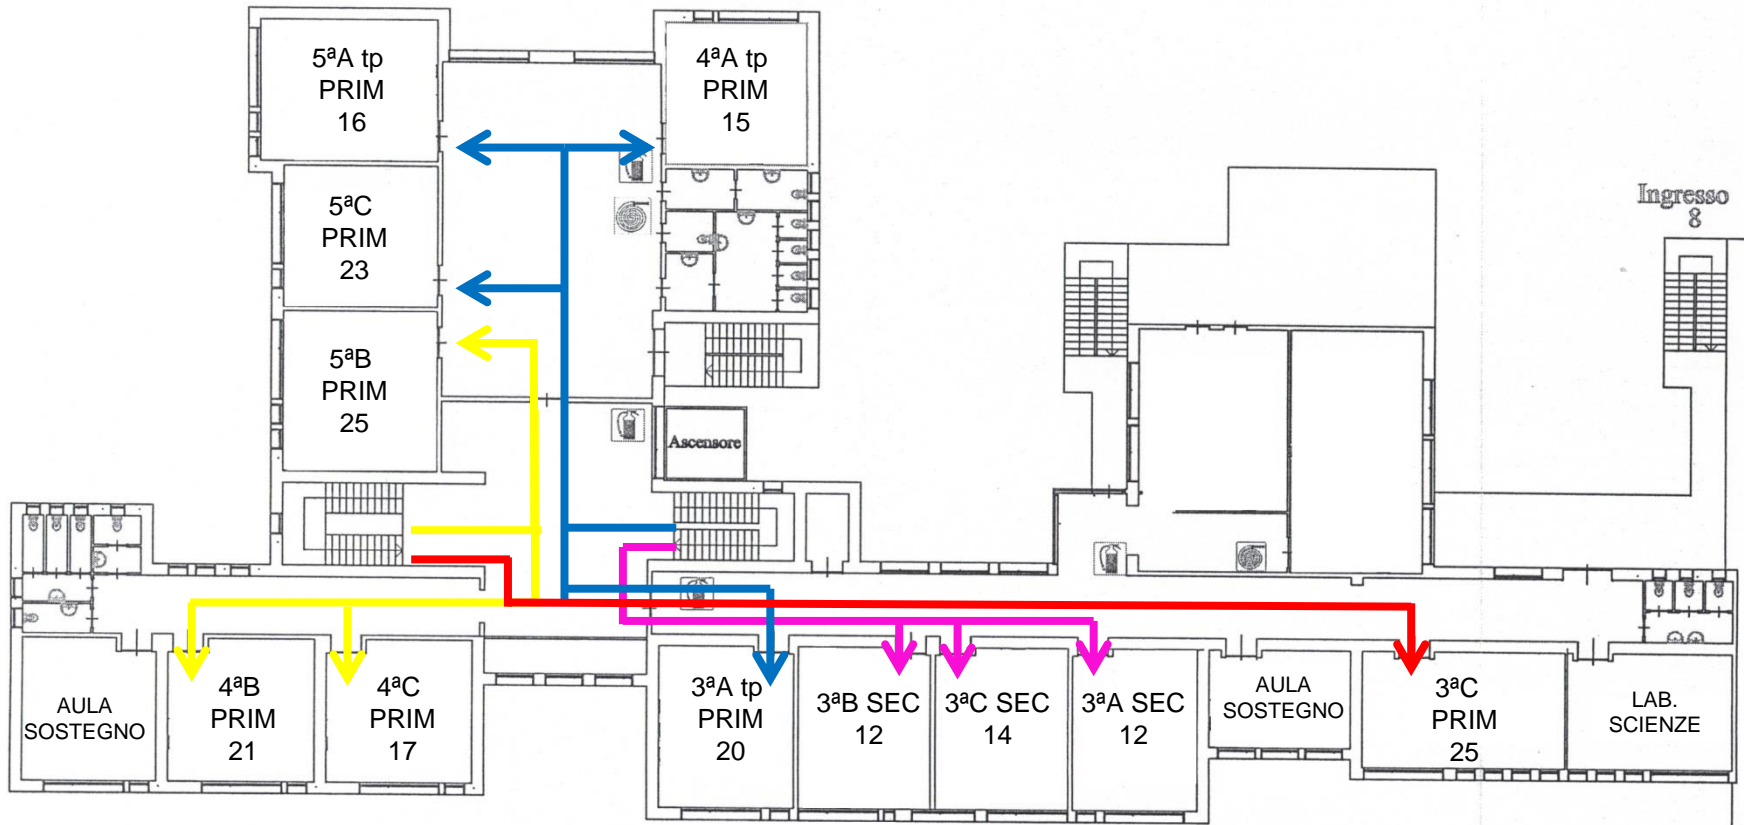 5ªA tp
PRIM
16
4ªA tp
PRIM
15
5ªC
PRIM
23
Ingresso
8
5ªB
PRIM
25
Ascensore
AULA
SOSTEGNO
4ªB
PRIM
21
4ªC
PRIM
17
3ªA tp
PRIM
20
3ªB SEC
12
3ªC SEC
14
3ªA SEC
12
AULA
SOSTEGNO
3ªC
PRIM
25
LAB.
SCIENZE